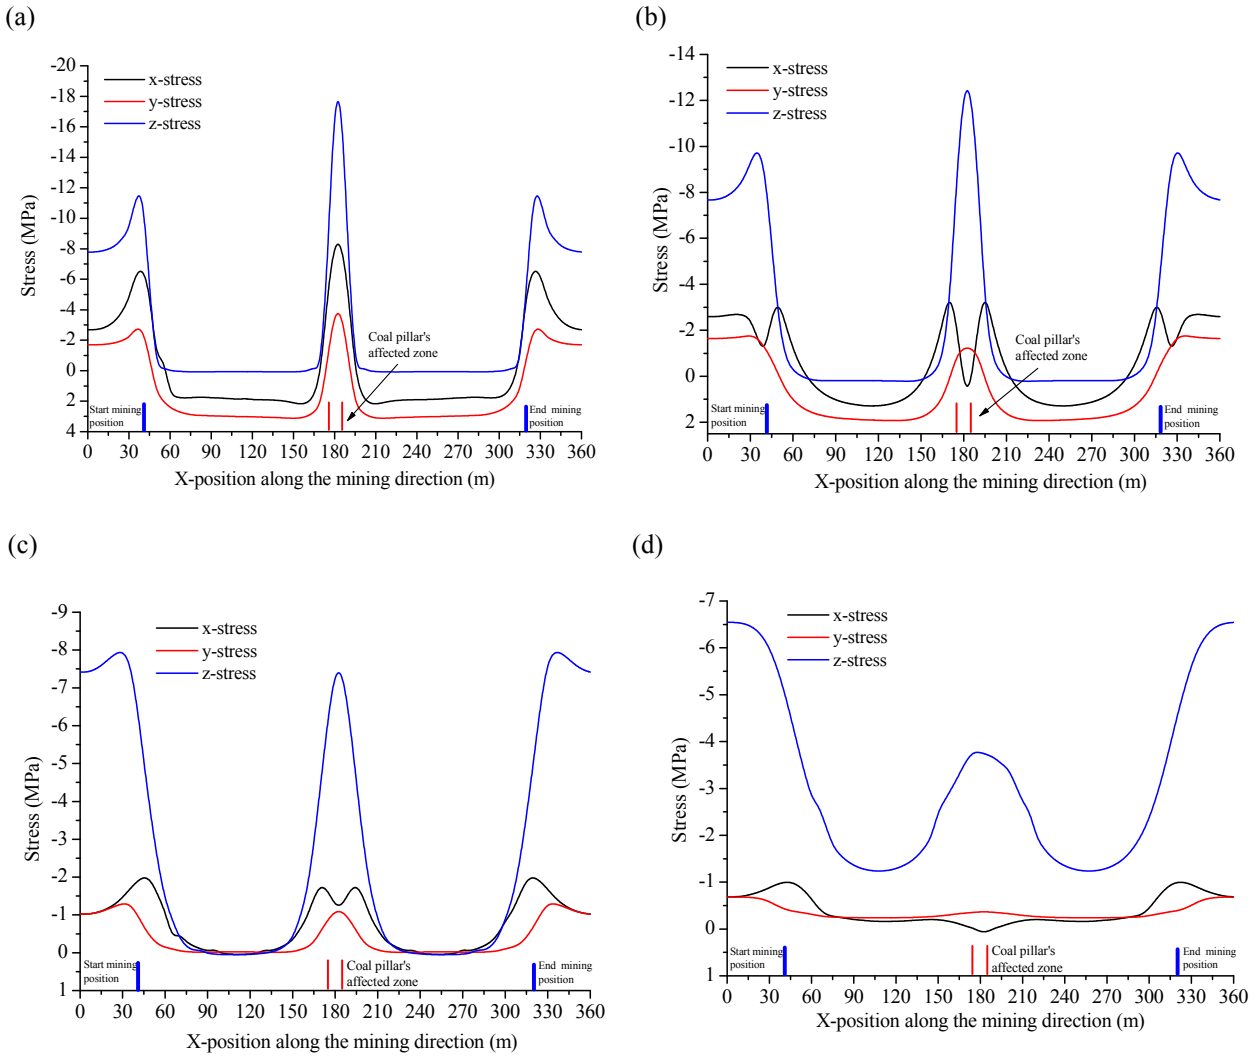 (a)
-20
-18
-16
-14
-12
-10
-8
-6
-4
-2
0
2
4
Stress (MPa)
x-stress
y-stress
z-stress
Coal pillar's
affected zone
Start mining
position
End mining
position
0 30 60 90 120 150 180 210 240 270 300 330 360
X-position along the mining direction (m)
(b)
-14
-12
-10
-8
-6
-4
-2
0
2
Stress (MPa)
x-stress
y-stress
z-stress
Coal pillar's
affected zone
Start mining
position
End mining
position
0 30 60 90 120 150 180 210 240 270 300 330 360
X-position along the mining direction (m)
(c)
-9
-8
-7
-6
-5
-4
-3
-2
-1
0
1
Stress (MPa)
x-stress
y-stress
z-stress
Start mining
position
Coal pillar's
affected zone
End mining
position
0 30 60 90 120 150 180 210 240 270 300 330 360
X-position along the mining direction (m)
(d)
-7
-6
-5
-4
-3
-2
-1
0
1
Stress (MPa)
x-stress
y-stress
z-stress
Start mining
position
Coal pillar's
affected zone
End mining
position
0 30 60 90 120 150 180 210 240 270 300 330 360
X-position along the mining direction (m)